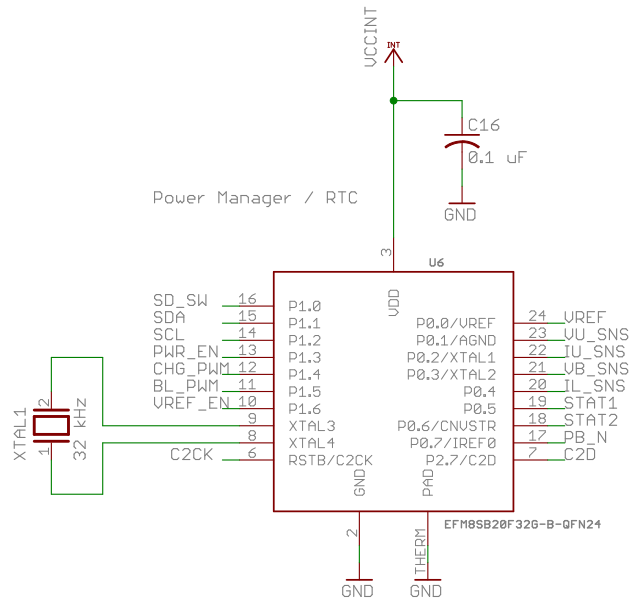 VCCINT
INT
C16
0.1 uF
GND
Power Manager / RTC
3
U6
VDD
SD_SW 16 P1.0
SDA 15 P1.1
SCL 14 P1.2
PWR_EN 13 P1.3
CHG_PWM 12 P1.4
BL_PWM 11 P1.5
VREF_EN 10 P1.6
9 XTAL3
8 XTAL4
C2CK 6 RSTB/C2CK
P0.0/VREF 24 VREF
P0.1/AGND 23 VU_SNS
P0.2/XTAL1 22 IU_SNS
P0.3/XTAL2 21 VB_SNS
P0.4 20 IL_SNS
P0.5 19 STAT1
P0.6/CNVSTR 18 STAT2
P0.7/IREF0 17 PB_N
P2.7/C2D 7 C2D
XTAL1
2
1
32 kHz
GND
PAD
EFM8SB20F32G-B-QFN24
2
THERM
GND
GND